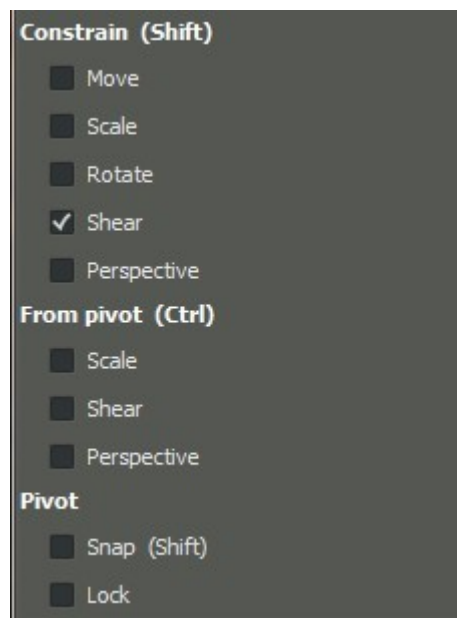 Constrain (Shift)
Move
Scale
Rotate
Shear
Perspective
From pivot (Ctrl)
Scale
Shear
Perspective
Pivot
Snap (Shift)
Lock